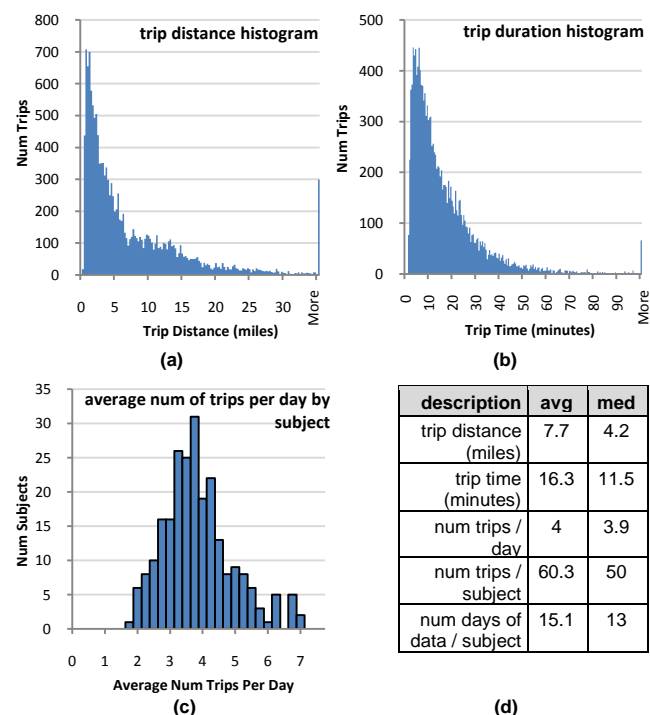 trip distance histogram
800
700
600
500
400
300
200
100
0
Num Trips
0
5
10
15
20
25
30
More
Trip Distance (miles)
(a)
trip duration histogram
500
400
300
200
100
0
Num Trips
0
10
20
30
40
50
60
70
80
90
More
Trip Time (minutes)
(b)
average num of trips per day by
subject
35
30
25
20
15
10
5
0
Num Subjects
0 1 2 3 4 5 6 7
Average Num Trips Per Day
(c)
description avg med
trip distance 7.7 4.2
(miles)
trip time 16.3 11.5
(minutes)
num trips / 4 3.9
day
num trips / 60.3 50
subject
num days of 15.1 13
data / subject
(d)